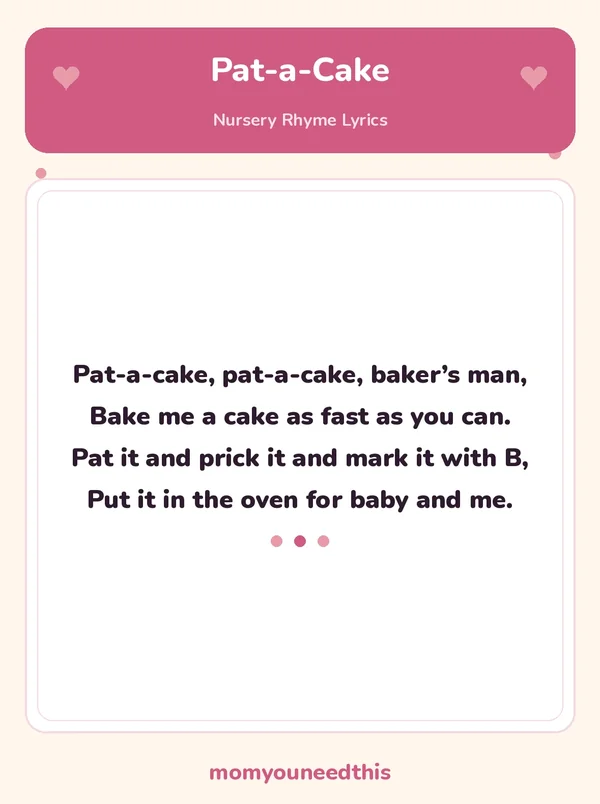 Pat-a-Cake
Nursery Rhyme Lyrics
Pat-a-cake, pat-a-cake, baker’s man,
Bake me a cake as fast as you can.
Pat it and prick it and mark it with B,
Put it in the oven for baby and me.
momyouneedthis